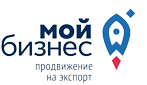 мой
бизнес
продвижение
на экспорт